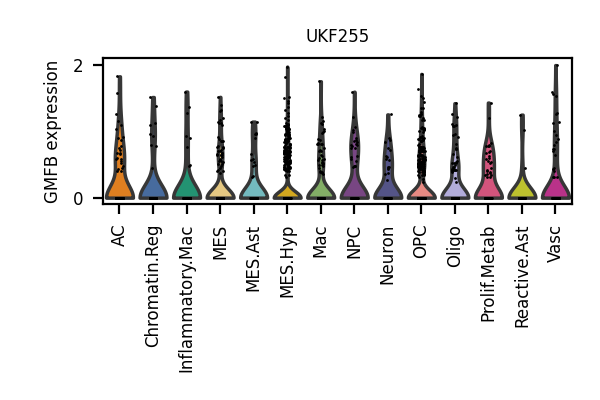 UKF255
GMFB expression
2
0
AC
Chromatin.Reg
Inflammatory.Mac
MES
MES.Ast
MES.Hyp
Mac
NPC
Neuron
OPC
Oligo
Prolif.Metab
Reactive.Ast
Vasc